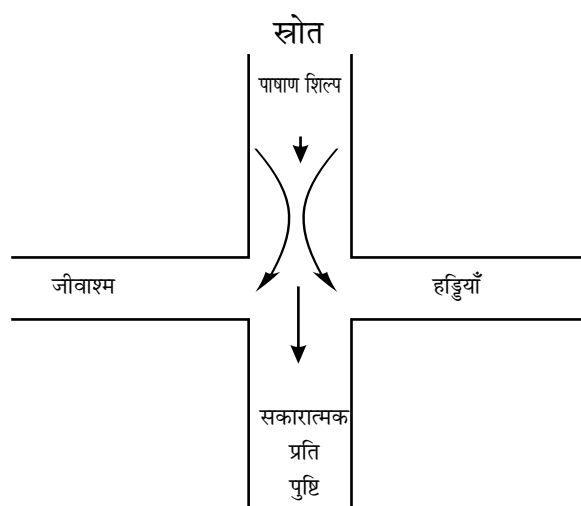 स्रोत
पाषाण शिल्प
जीवाश्म
हड्डियाँ
सकारात्मक
प्रति
पुष्टि